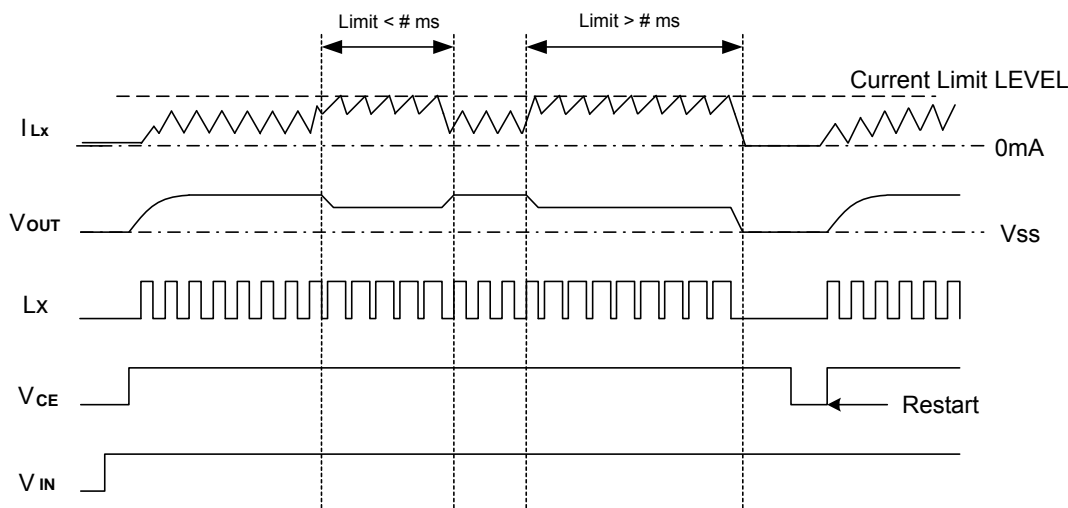 Limit < # ms
Limit > # ms
Current Limit LEVEL
ILx
0mA
VOUT
Vss
Lx
VCE
Restart
VIN